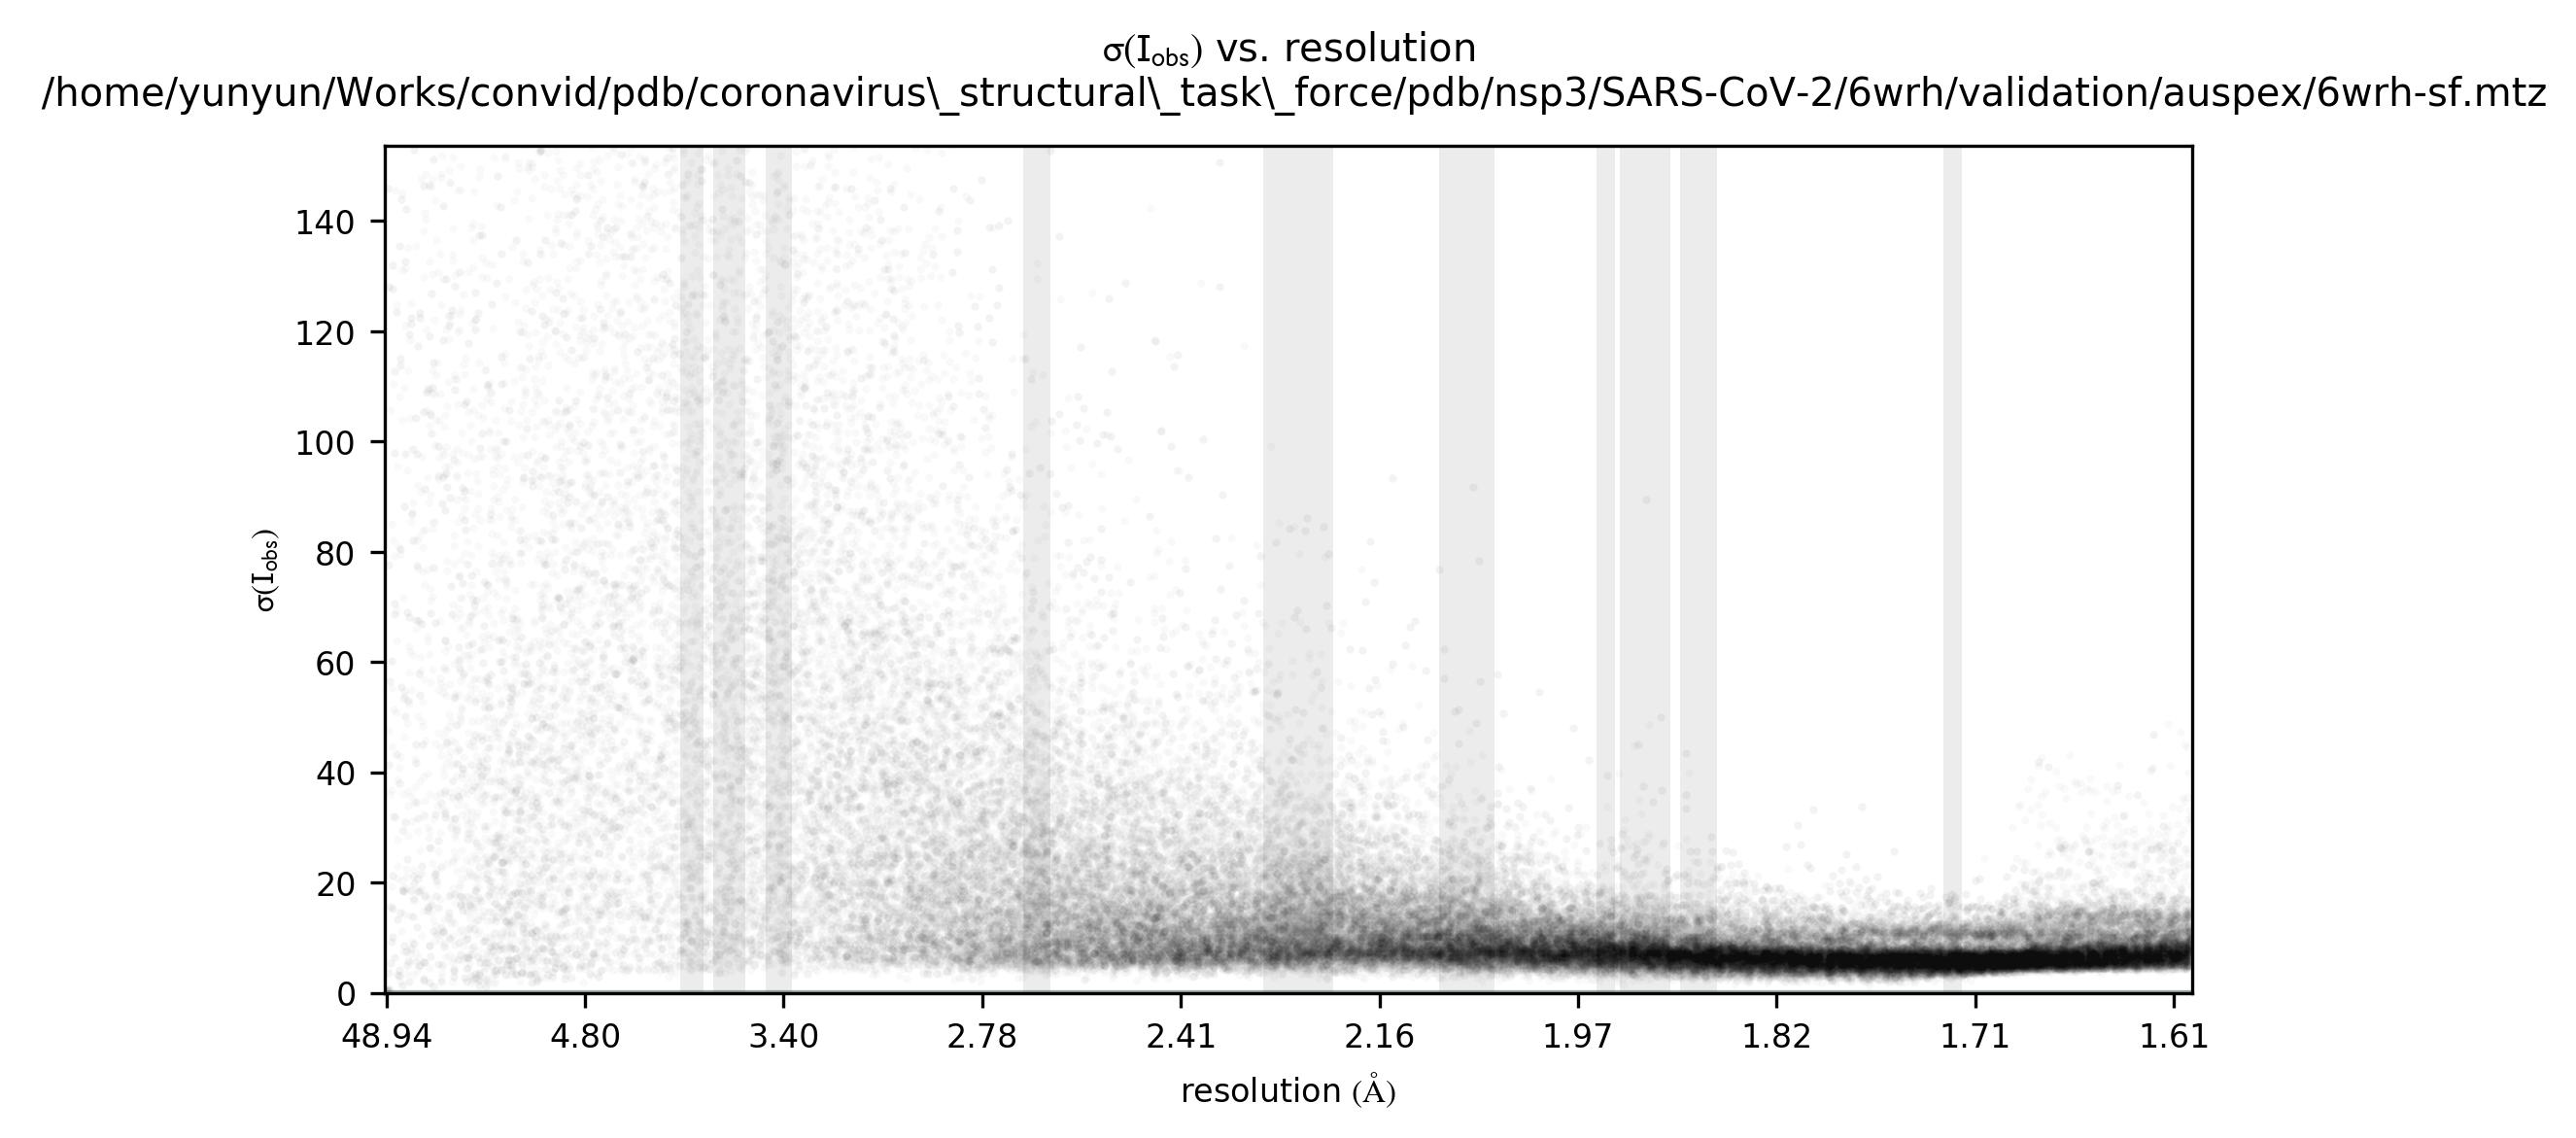 σ(I_obs) vs. resolution
/home/yunyun/Works/convid/pdb/coronavirus\_structural\_task\_force/pdb/nsp3/SARS-CoV-2/6wrh/validation/auspex/6wrh-sf.mtz
σ(I_obs)
140
120
100
80
60
40
20
0
48.94 4.80 3.40 2.78 2.41 2.16 1.97 1.82 1.71 1.61
resolution (Å)